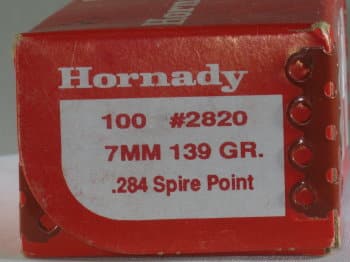 Hornady
100 #2820
7MM 139 GR.
.284 Spire Point